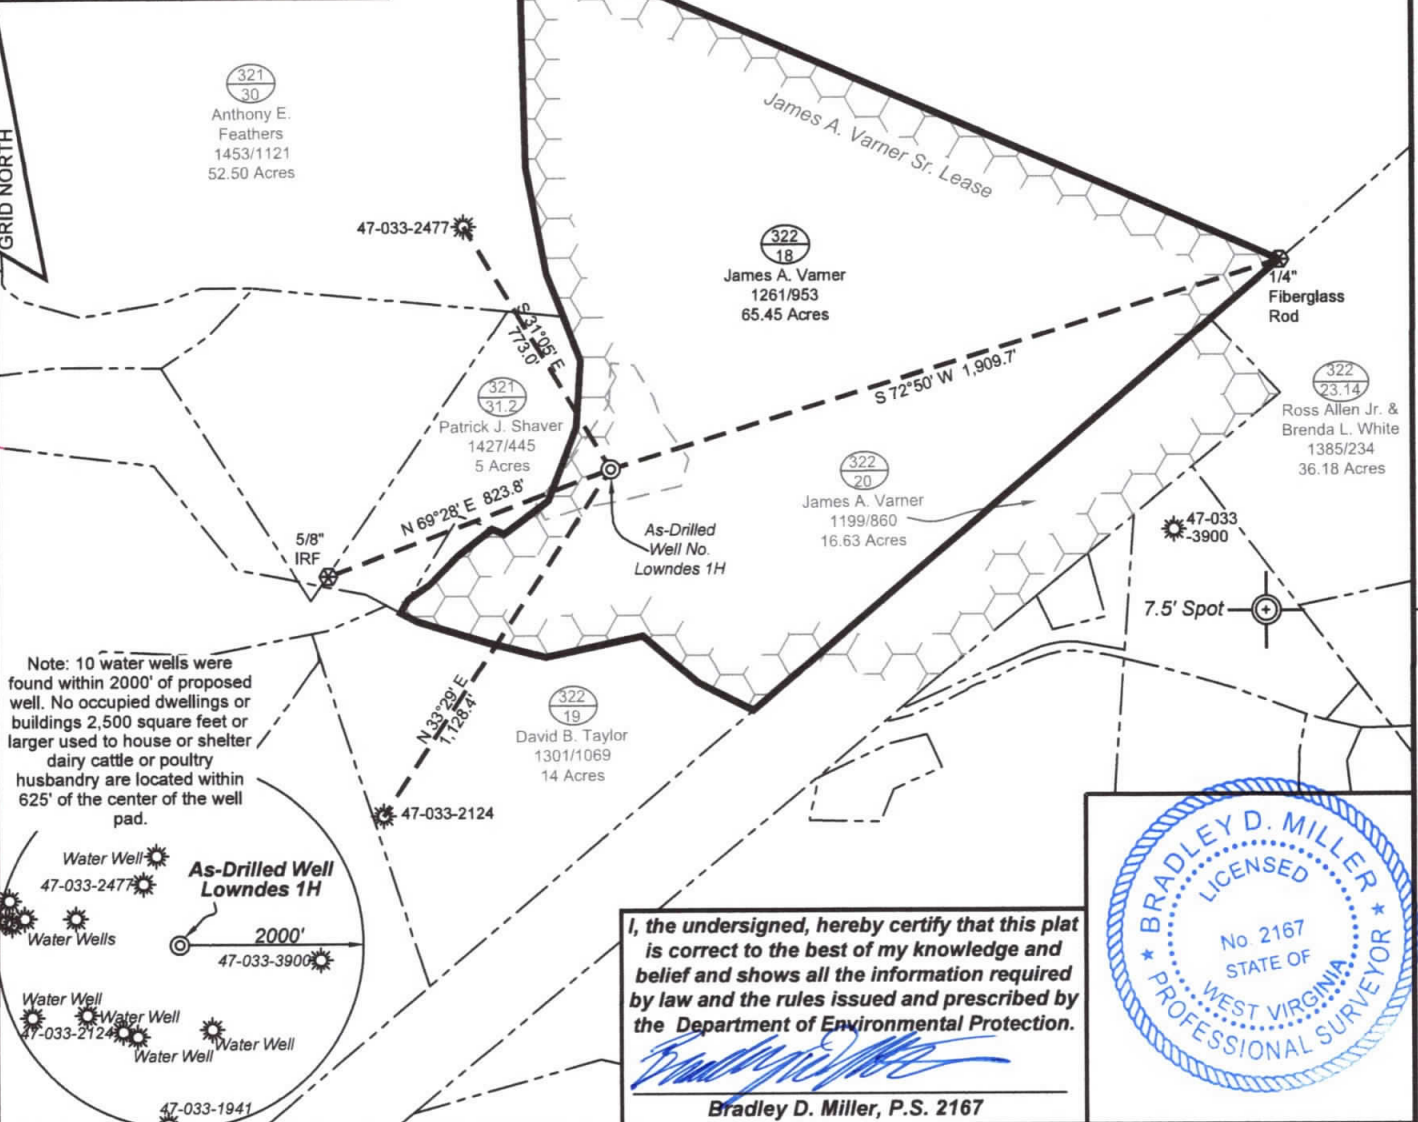 GRID NORTH
321
30
Anthony E.
Feathers
1453/1121
52.50 Acres
James A. Varner Sr. Lease
47-033-2477
322
18
James A. Varner
1261/953
65.45 Acres
1/4"
Fiberglass
Rod
S 31°05' E
773.0'
S 72°50' W 1,909.7'
321
31.2
Patrick J. Shaver
1427/445
5 Acres
322
23.14
Ross Allen Jr. &
Brenda L. White
1385/234
36.18 Acres
N 69°28' E 823.8'
322
20
James A. Varner
1199/860
16.63 Acres
5/8"
IRF
As-Drilled
Well No.
Lowndes 1H
47-033
-3900
7.5' Spot
Note: 10 water wells were
found within 2000' of proposed
well. No occupied dwellings or
buildings 2,500 square feet or
larger used to house or shelter
dairy cattle or poultry
husbandry are located within
625' of the center of the well
pad.
N 33°29' E
1,128.4'
322
19
David B. Taylor
1301/1069
14 Acres
47-033-2124
Water Well
47-033-2477
As-Drilled Well
Lowndes 1H
Water Wells
2000'
47-033-3900
Water Well
Water Well
47-033-2124
Water Well
Water Well
47-033-1941
I, the undersigned, hereby certify that this plat
is correct to the best of my knowledge and
belief and shows all the information required
by law and the rules issued and prescribed by
the Department of Environmental Protection.
Bradley D. Miller, P.S. 2167
BRADLEY D. MILLER
LICENSED
No. 2167
STATE OF
WEST VIRGINIA
PROFESSIONAL SURVEYOR